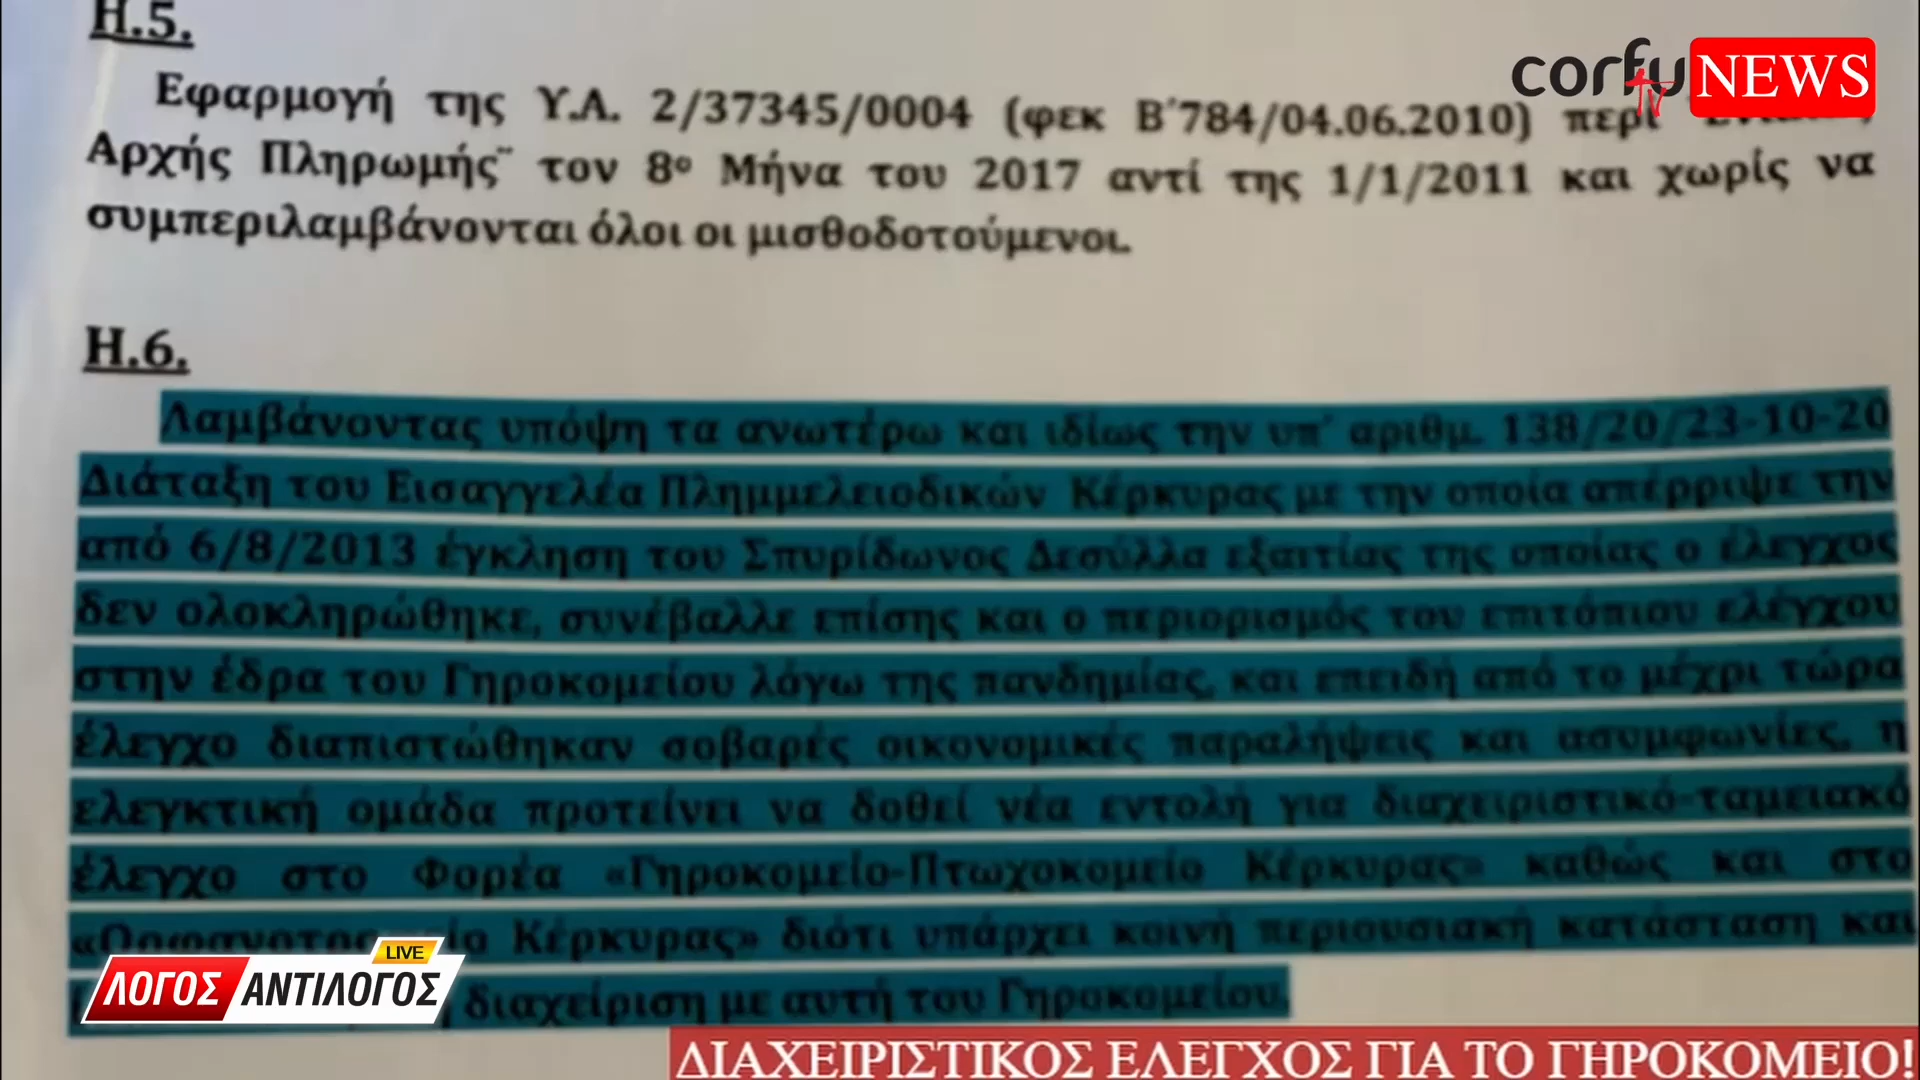 Η.5.
corfu TV NEWS
Εφαρμογή της Υ.Α. 2/37345/0004 (φεκ Β΄784/04.06.2010) περί
Αρχής Πληρωμής¨ τον 8ο Μήνα του 2017 αντί της 1/1/2011 και χωρίς να
συμπεριλαμβάνονται όλοι οι μισθοδοτούμενοι.
Η.6.
Λαμβάνοντας υπόψη τα ανωτέρω και ιδίως την υπ' αριθμ. 138/20/23-10-20
Διάταξη του Εισαγγελέα Πλημμελειοδικών Κέρκυρας με την οποία απέρριψε την
από 6/8/2013 έγκληση του Σπυρίδωνος Δεσύλλα εξαιτίας της οποίας ο έλεγχος
δεν ολοκληρώθηκε, συνέβαλλε επίσης και ο περιορισμός του επιτόπιου ελέγχου
στην έδρα του Γηροκομείου λόγω της πανδημίας, και επειδή από το μέχρι τώρα
έλεγχο διαπιστώθηκαν σοβαρές οικονομικές παραλήψεις και ασυμφωνίες, η
ελεγκτική ομάδα προτείνει να δοθεί νέα εντολή για διαχειριστικό-ταμειακό
έλεγχο στο Φορέα «Γηροκομείο-Πτωχοκομείο Κέρκυρας» καθώς και στο
Κέρκυρας» διότι υπάρχει κοινή περιουσιακή κατάσταση και
διαχείριση με αυτή του Γηροκομείου.
LIVE
ΛΟΓΟΣ ΑΝΤΙΛΟΓΟΣ
ΔΙΑΧΕΙΡΙΣΤΙΚΟΣ ΕΛΕΓΧΟΣ ΓΙΑ ΤΟ ΓΗΡΟΚΟΜΕΙΟ!